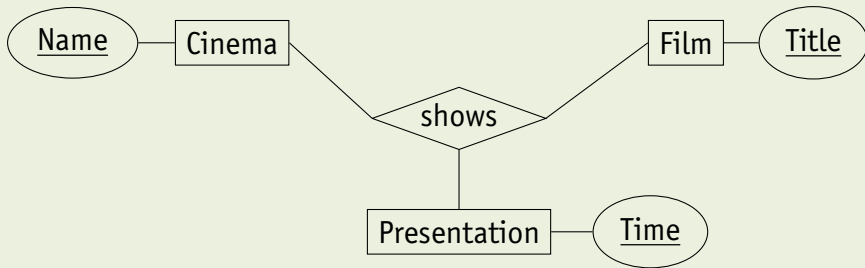 Name
Cinema
Film
Title
shows
Presentation
Time